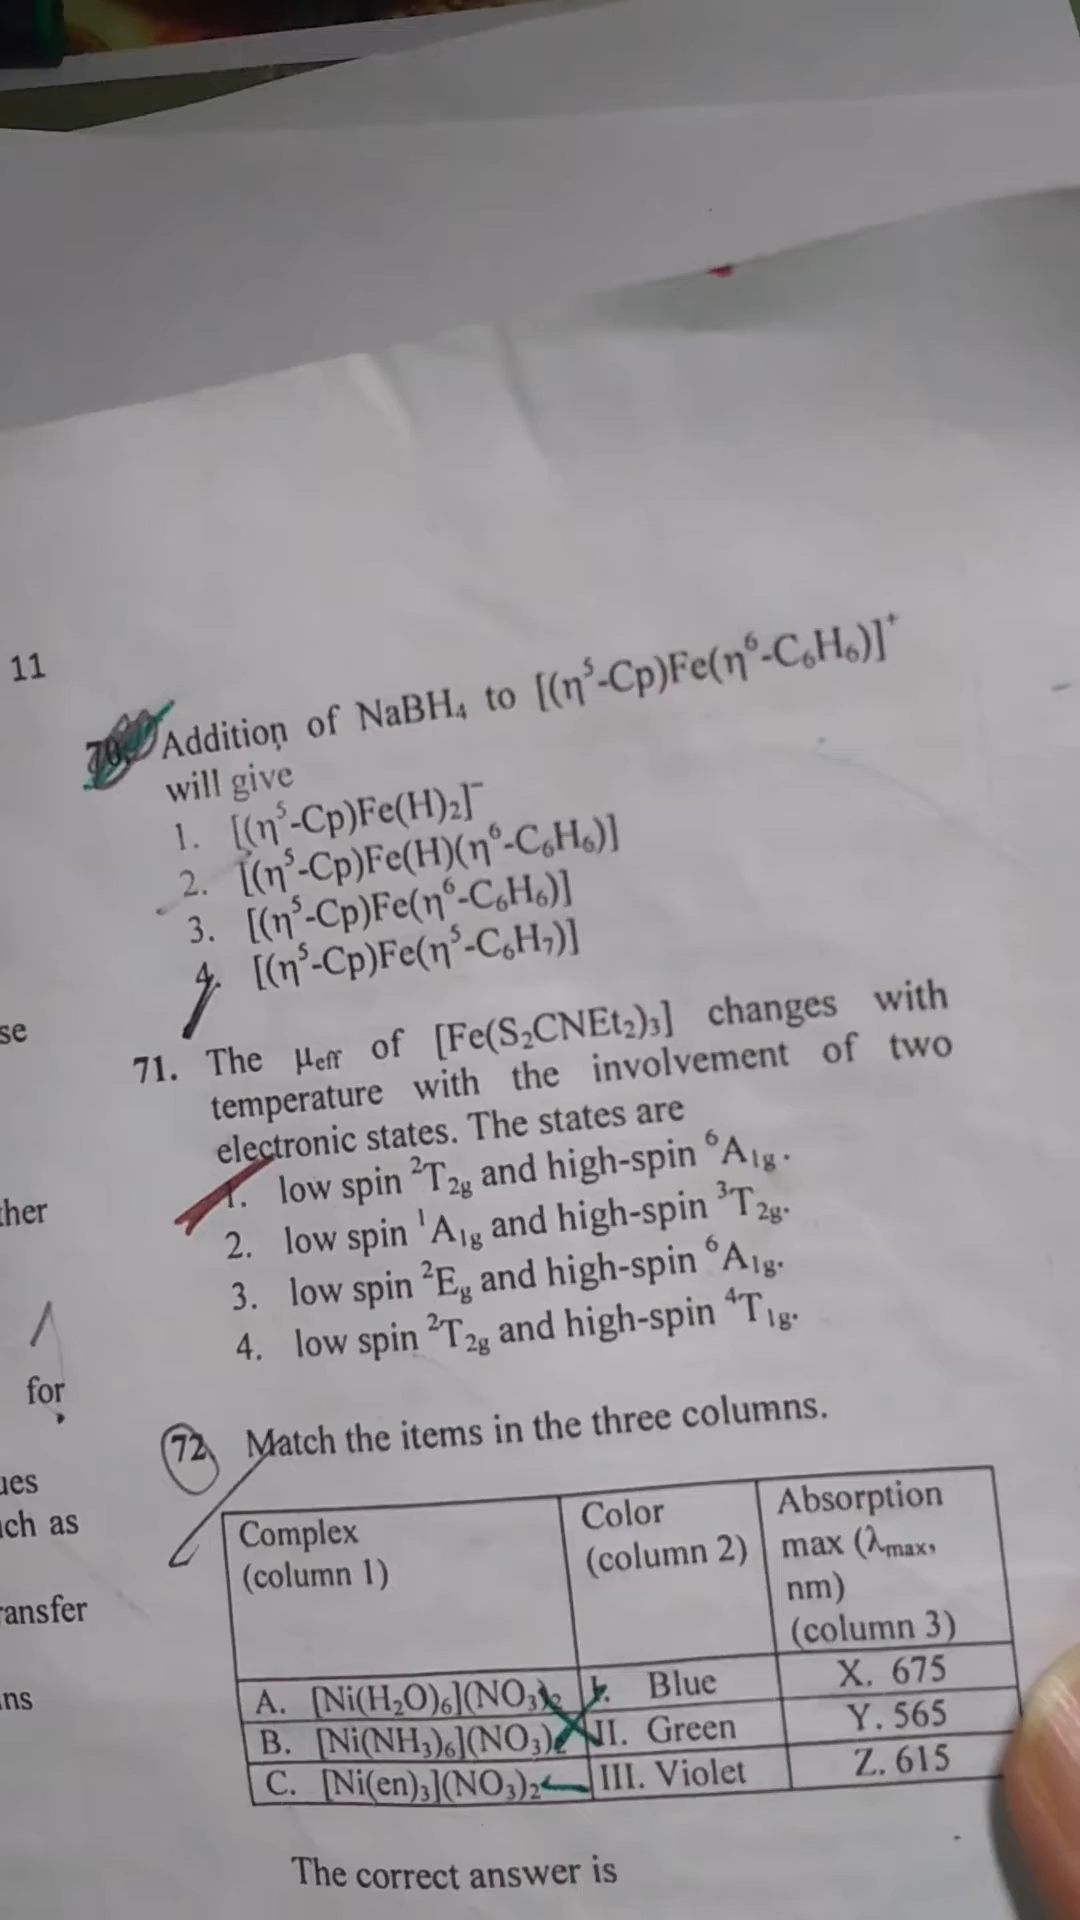 11
70. Addition of NaBH₄ to [(η⁵-Cp)Fe(η⁶-C₆H₆)]⁺
will give
1. [(η⁵-Cp)Fe(H)₂]⁻
2. [(η⁵-Cp)Fe(H)(η⁶-C₆H₆)]
3. [(η⁵-Cp)Fe(η⁶-C₆H₆)]
4. [(η⁵-Cp)Fe(η⁵-C₆H₇)]
se
71. The μeff of [Fe(S₂CNEt₂)₃] changes with
temperature with the involvement of two
electronic states. The states are
1. low spin ²T₂g and high-spin ⁶A₁g.
ther
2. low spin ¹A₁g and high-spin ³T₂g.
3. low spin ²Eg and high-spin ⁶A₁g.
4. low spin ²T₂g and high-spin ⁴T₁g.
for
72. Match the items in the three columns.
ues
uch as
Complex (column 1) Color (column 2) Absorption max (λmax, nm) (column 3)
ransfer
ns
A. [Ni(H₂O)₆](NO₃)₂ I. Blue X. 675
B. [Ni(NH₃)₆](NO₃)₂ II. Green Y. 565
C. [Ni(en)₃](NO₃)₂ III. Violet Z. 615
The correct answer is